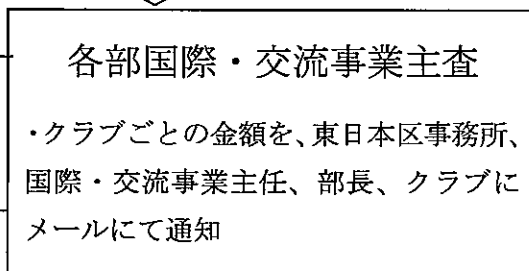 各部国際・交流事業主査
・クラブごとの金額を、東日本区事務所、
国際・交流事業主任、部長、クラブに
メールにて通知